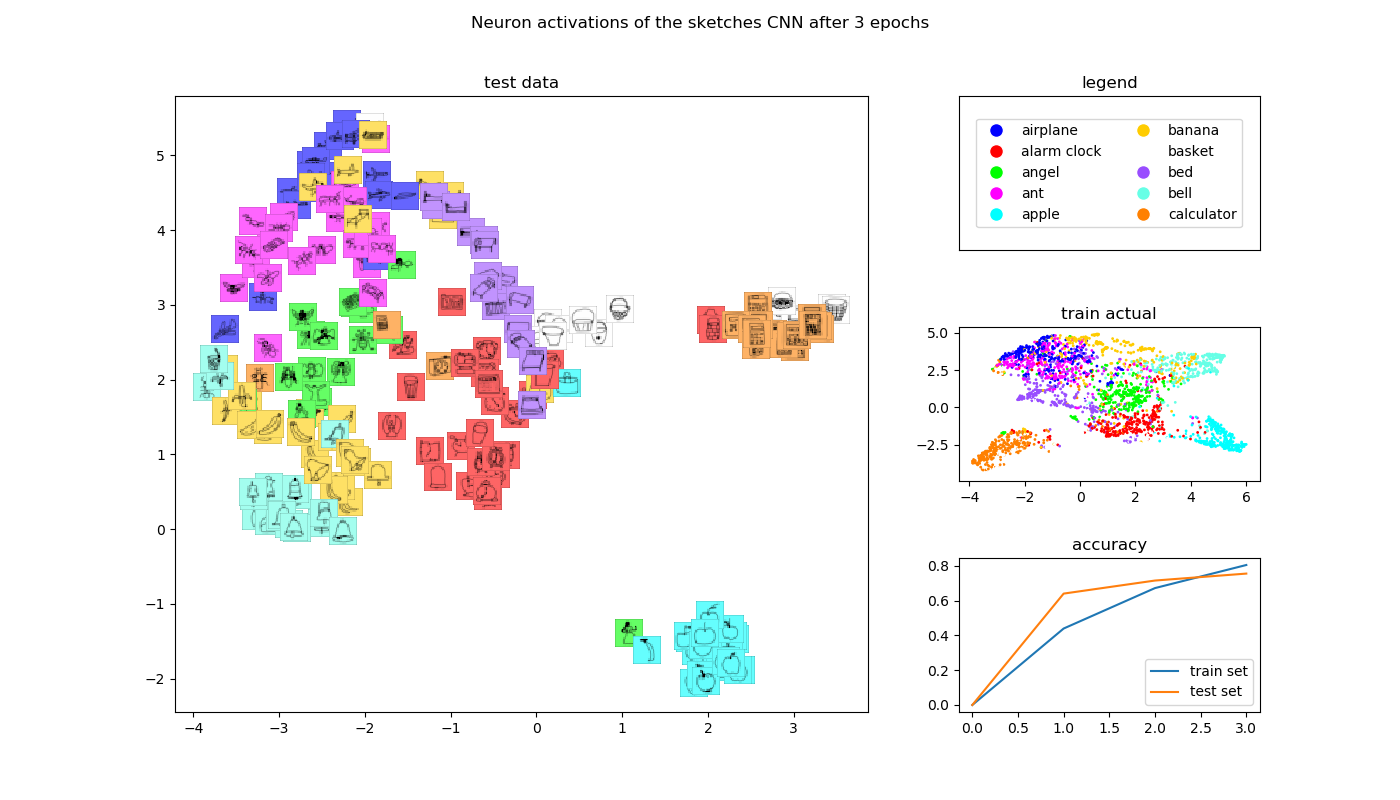 Neuron activations of the sketches CNN after 3 epochs
test data
5
4
3
2
1
0
−1
−2
−4 −3 −2 −1 0 1 2 3
legend
airplane banana
alarm clock basket
angel bed
ant bell
apple calculator
train actual
5.0
2.5
0.0
−2.5
−4 −2 0 2 4 6
accuracy
0.8
0.6
0.4
0.2
0.0
train set
test set
0.0 0.5 1.0 1.5 2.0 2.5 3.0